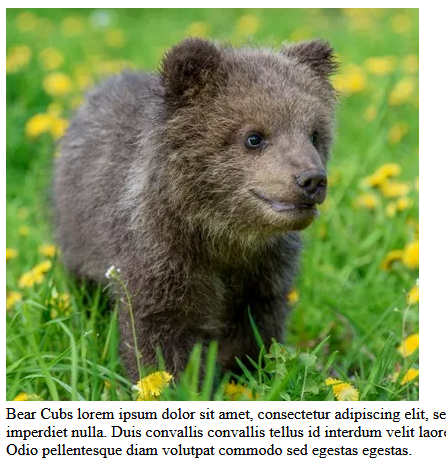 Bear Cubs lorem ipsum dolor sit amet, consectetur adipiscing elit, se
imperdiet nulla. Duis convallis convallis tellus id interdum velit laore
Odio pellentesque diam volutpat commodo sed egestas egestas.